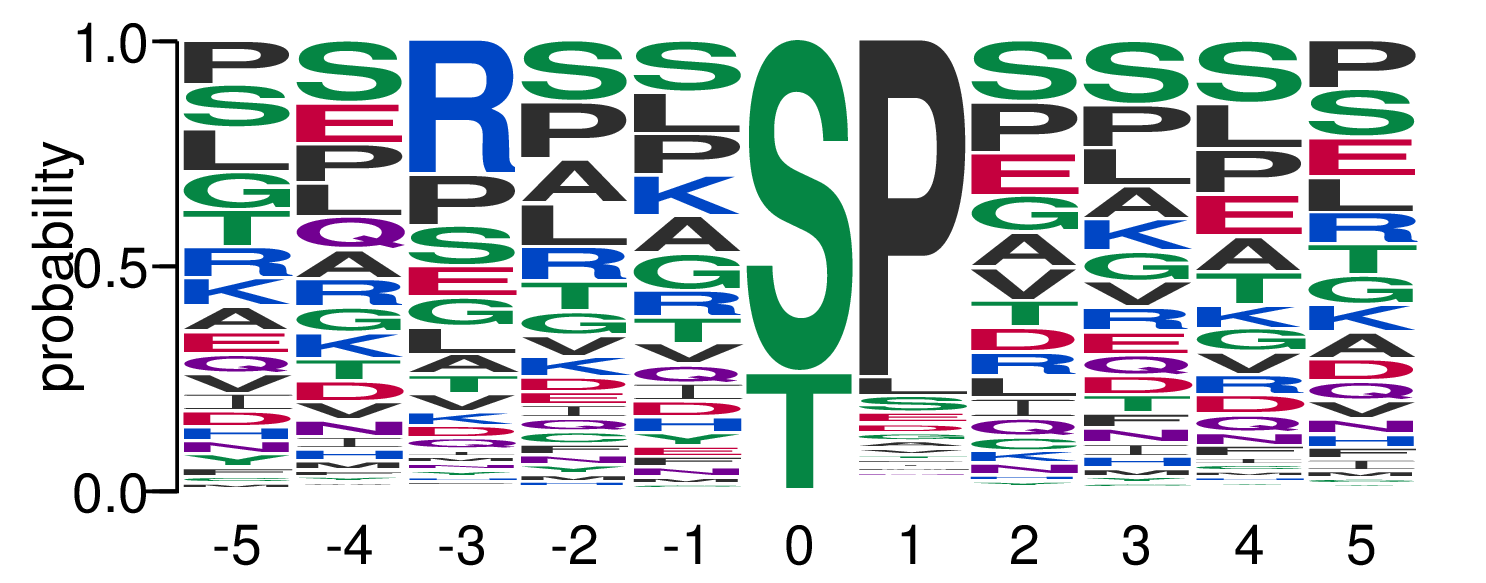 probability
1.0
0.5
0.0
P S L G T R K A E Q V I D H N Y F C M
S E P L Q A R G K T D V N I H M F
R P S E G L A T V K D Q I M N
S P A L R T G V K D E I Q C F N Y M H
S L P K A G R T V Q I D H Y E F N M
S T
P L S E D G A V
S P E G A V T D R L I Q C K N
S P L A K G V R E Q D T F N I H M
S L P E A T K G V R D Q N F H I M
P S E L R T G K A D Q V N H F I M
-5 -4 -3 -2 -1 0 1 2 3 4 5